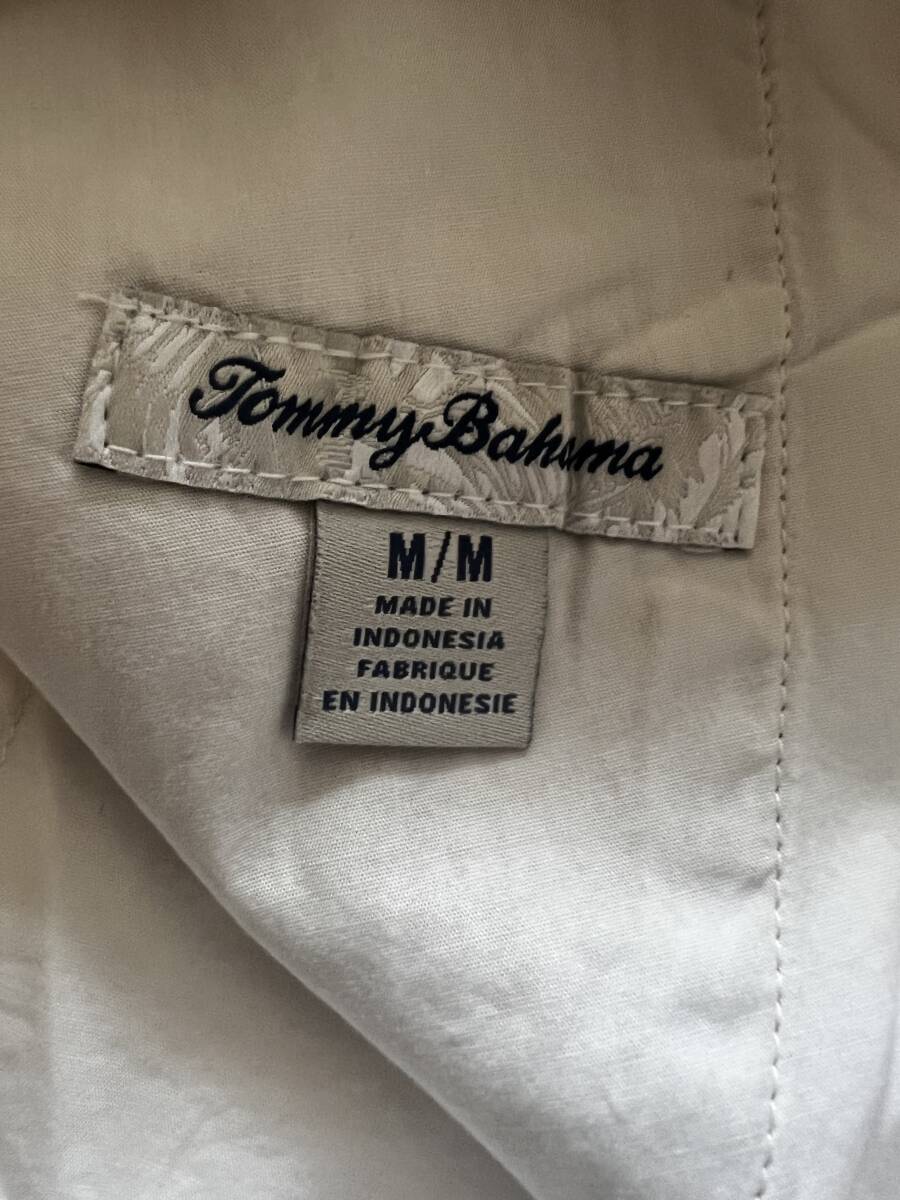 Tommy Bahama
M/M
MADE IN
INDONESIA
FABRIQUE
EN INDONESIE